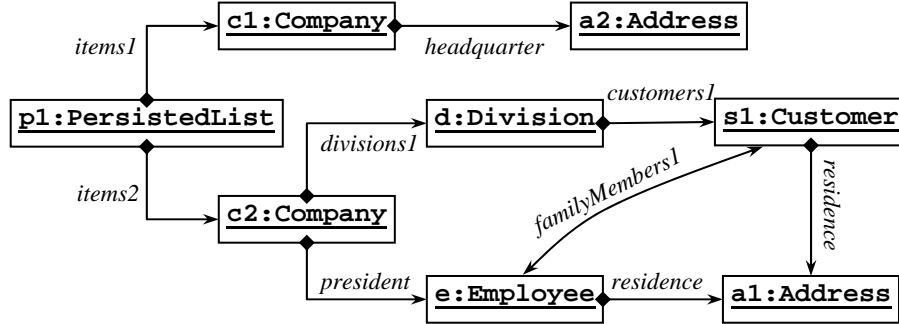 c1:Company
a2:Address
items1
headquarter
p1:PersistedList
d:Division
customers1
s1:Customer
divisions1
items2
familyMembers1
residence
c2:Company
president
e:Employee
residence
a1:Address